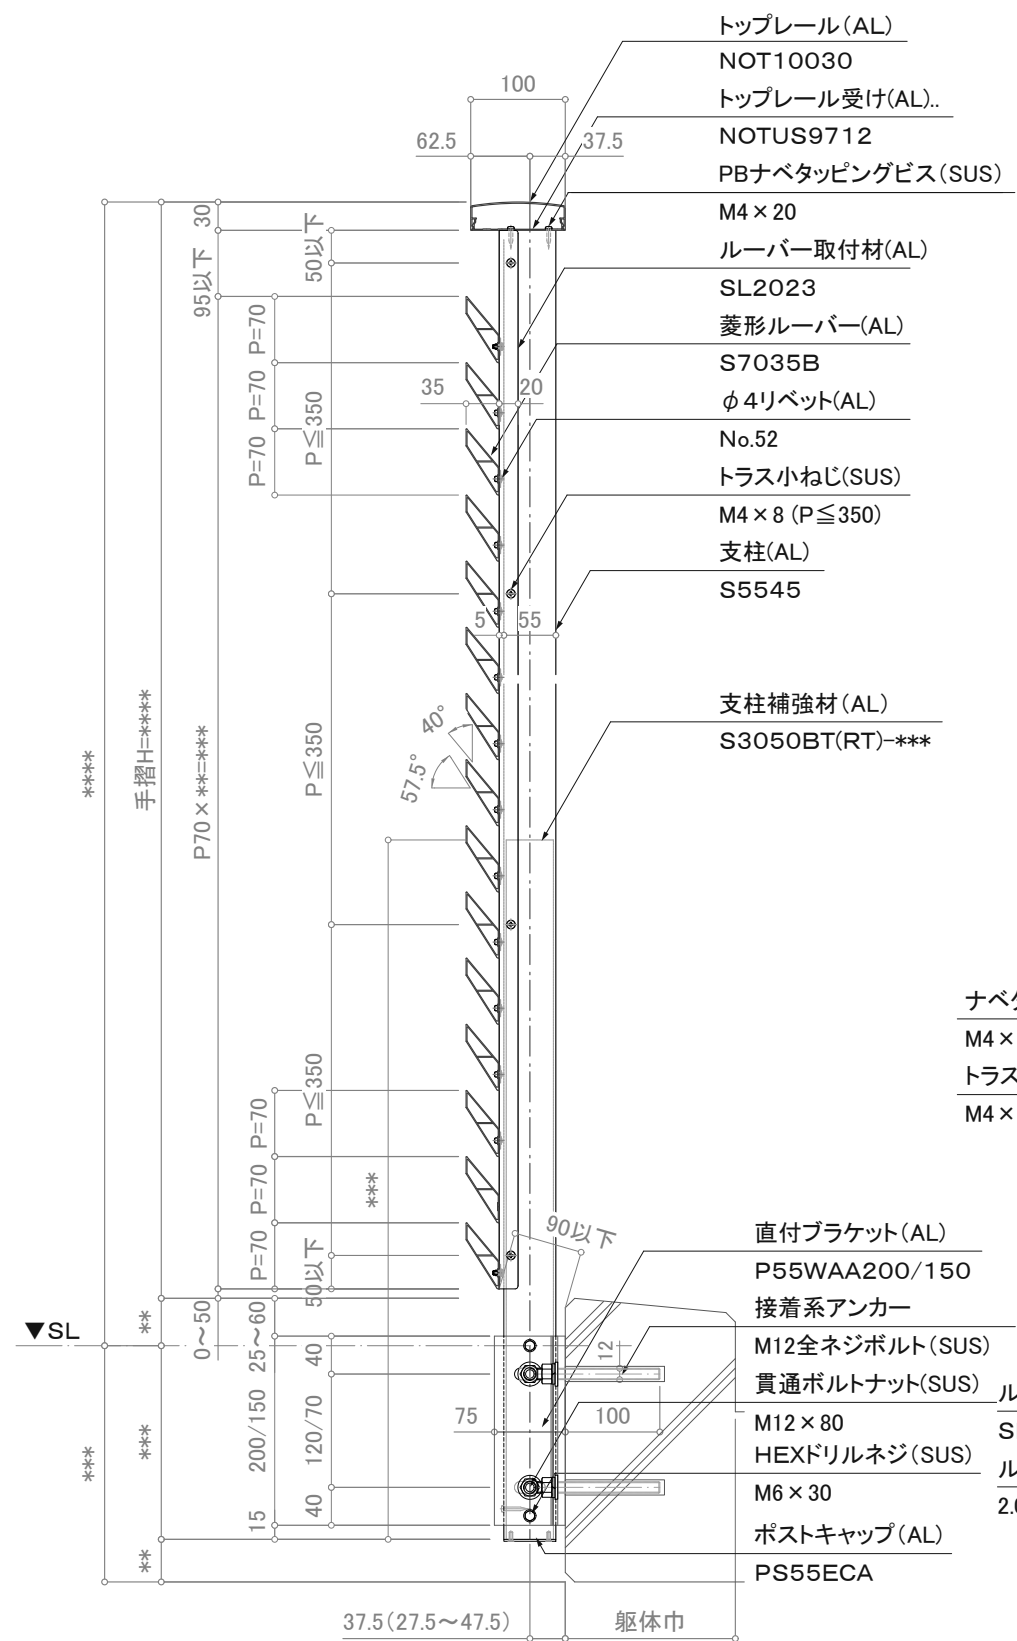 トップレール(AL)
NOT10030
トップレール受け(AL)..
NOTUS9712
PBナベタッピングビス(SUS)
M4×20
ルーバー取付材(AL)
SL2023
菱形ルーバー(AL)
S7035B
φ4リベット(AL)
No.52
トラス小ねじ(SUS)
M4×8 (P≦350)
支柱(AL)
S5545
支柱補強材(AL)
S3050BT(RT)-***
ナベ
M4×
トラス
M4×
直付ブラケット(AL)
P55WAA200/150
接着系アンカー
M12全ネジボルト(SUS)
貫通ボルトナット(SUS)
M12×80
HEXドリルネジ(SUS)
M6×30
ポストキャップ(AL)
PS55ECA
ル
S
ル
2.
100
62.5
37.5
30
95以下
50以下
P=70
P=70
P=70
P≦350
35
20
5
55
40°
57.5°
****
手摺H=****
P70×**=****
P≦350
P≦350
***
P=70
P=70
P=70
50以下
90以下
▼SL
**
0~50
25~60
40
12
75
100
***
***
200/150
120/70
40
15
**
37.5(27.5~47.5)
躯体巾